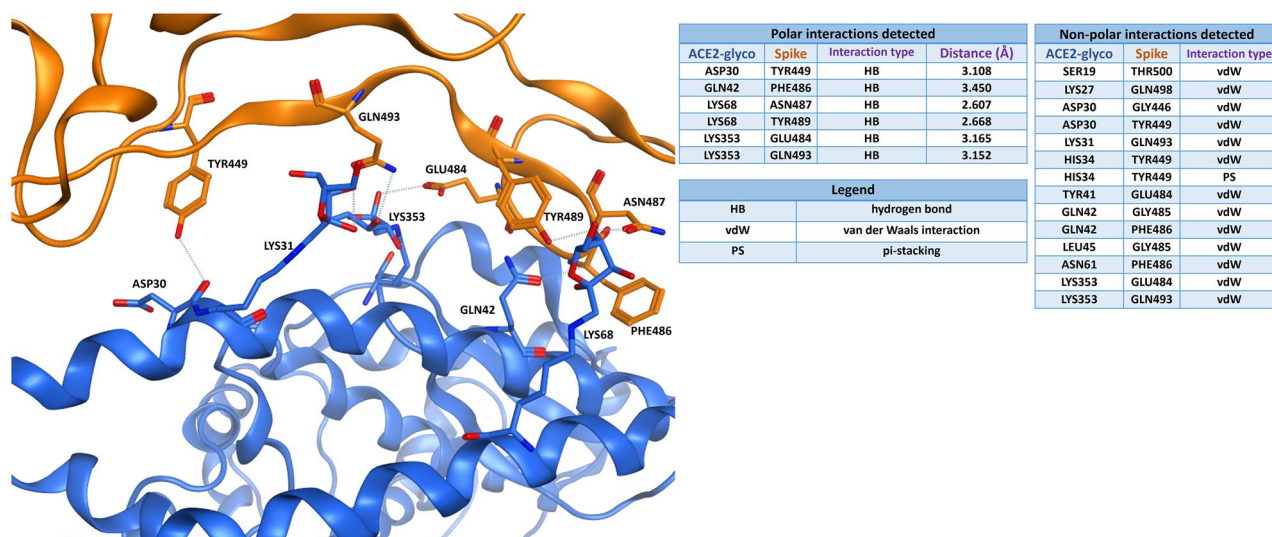 GLN493
TYR449
GLU484
ASN487
TYR489
LYS353
LYS31
ASP30
GLN42
LYS68
PHE486
Polar interactions detected
ACE2-glyco Spike Interaction type Distance (Å)
ASP30 TYR449 HB 3.108
GLN42 PHE486 HB 3.450
LYS68 ASN487 HB 2.607
LYS68 TYR489 HB 2.668
LYS353 GLU484 HB 3.165
LYS353 GLN493 HB 3.152
Legend
HB hydrogen bond
vdW van der Waals interaction
PS pi-stacking
Non-polar interactions detected
ACE2-glyco Spike Interaction type
SER19 THR500 vdW
LYS27 GLN498 vdW
ASP30 GLY446 vdW
ASP30 TYR449 vdW
LYS31 GLN493 vdW
HIS34 TYR449 vdW
HIS34 TYR449 PS
TYR41 GLU484 vdW
GLN42 GLY485 vdW
GLN42 PHE486 vdW
LEU45 GLY485 vdW
ASN61 PHE486 vdW
LYS353 GLU484 vdW
LYS353 GLN493 vdW